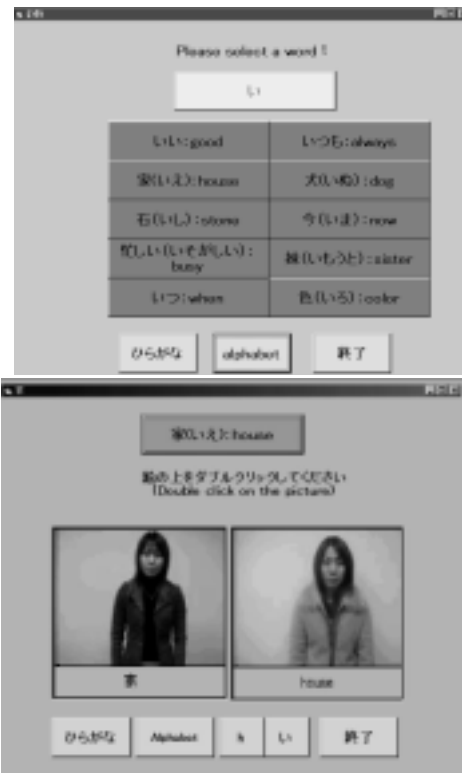 Please select a word !
い
いい:good
いつも:always
家(いえ):house
犬(いぬ):dog
石(いし):stone
今(いま):now
忙しい(いそがしい):
busy
妹(いもうと):sister
いつ:when
色(いろ):color
ひらがな
alphabet
終了
家(いえ):house
絵の上をダブルクリックしてください
(Double click on the picture)
家
house
ひらがな
Alphabet
h
い
終了